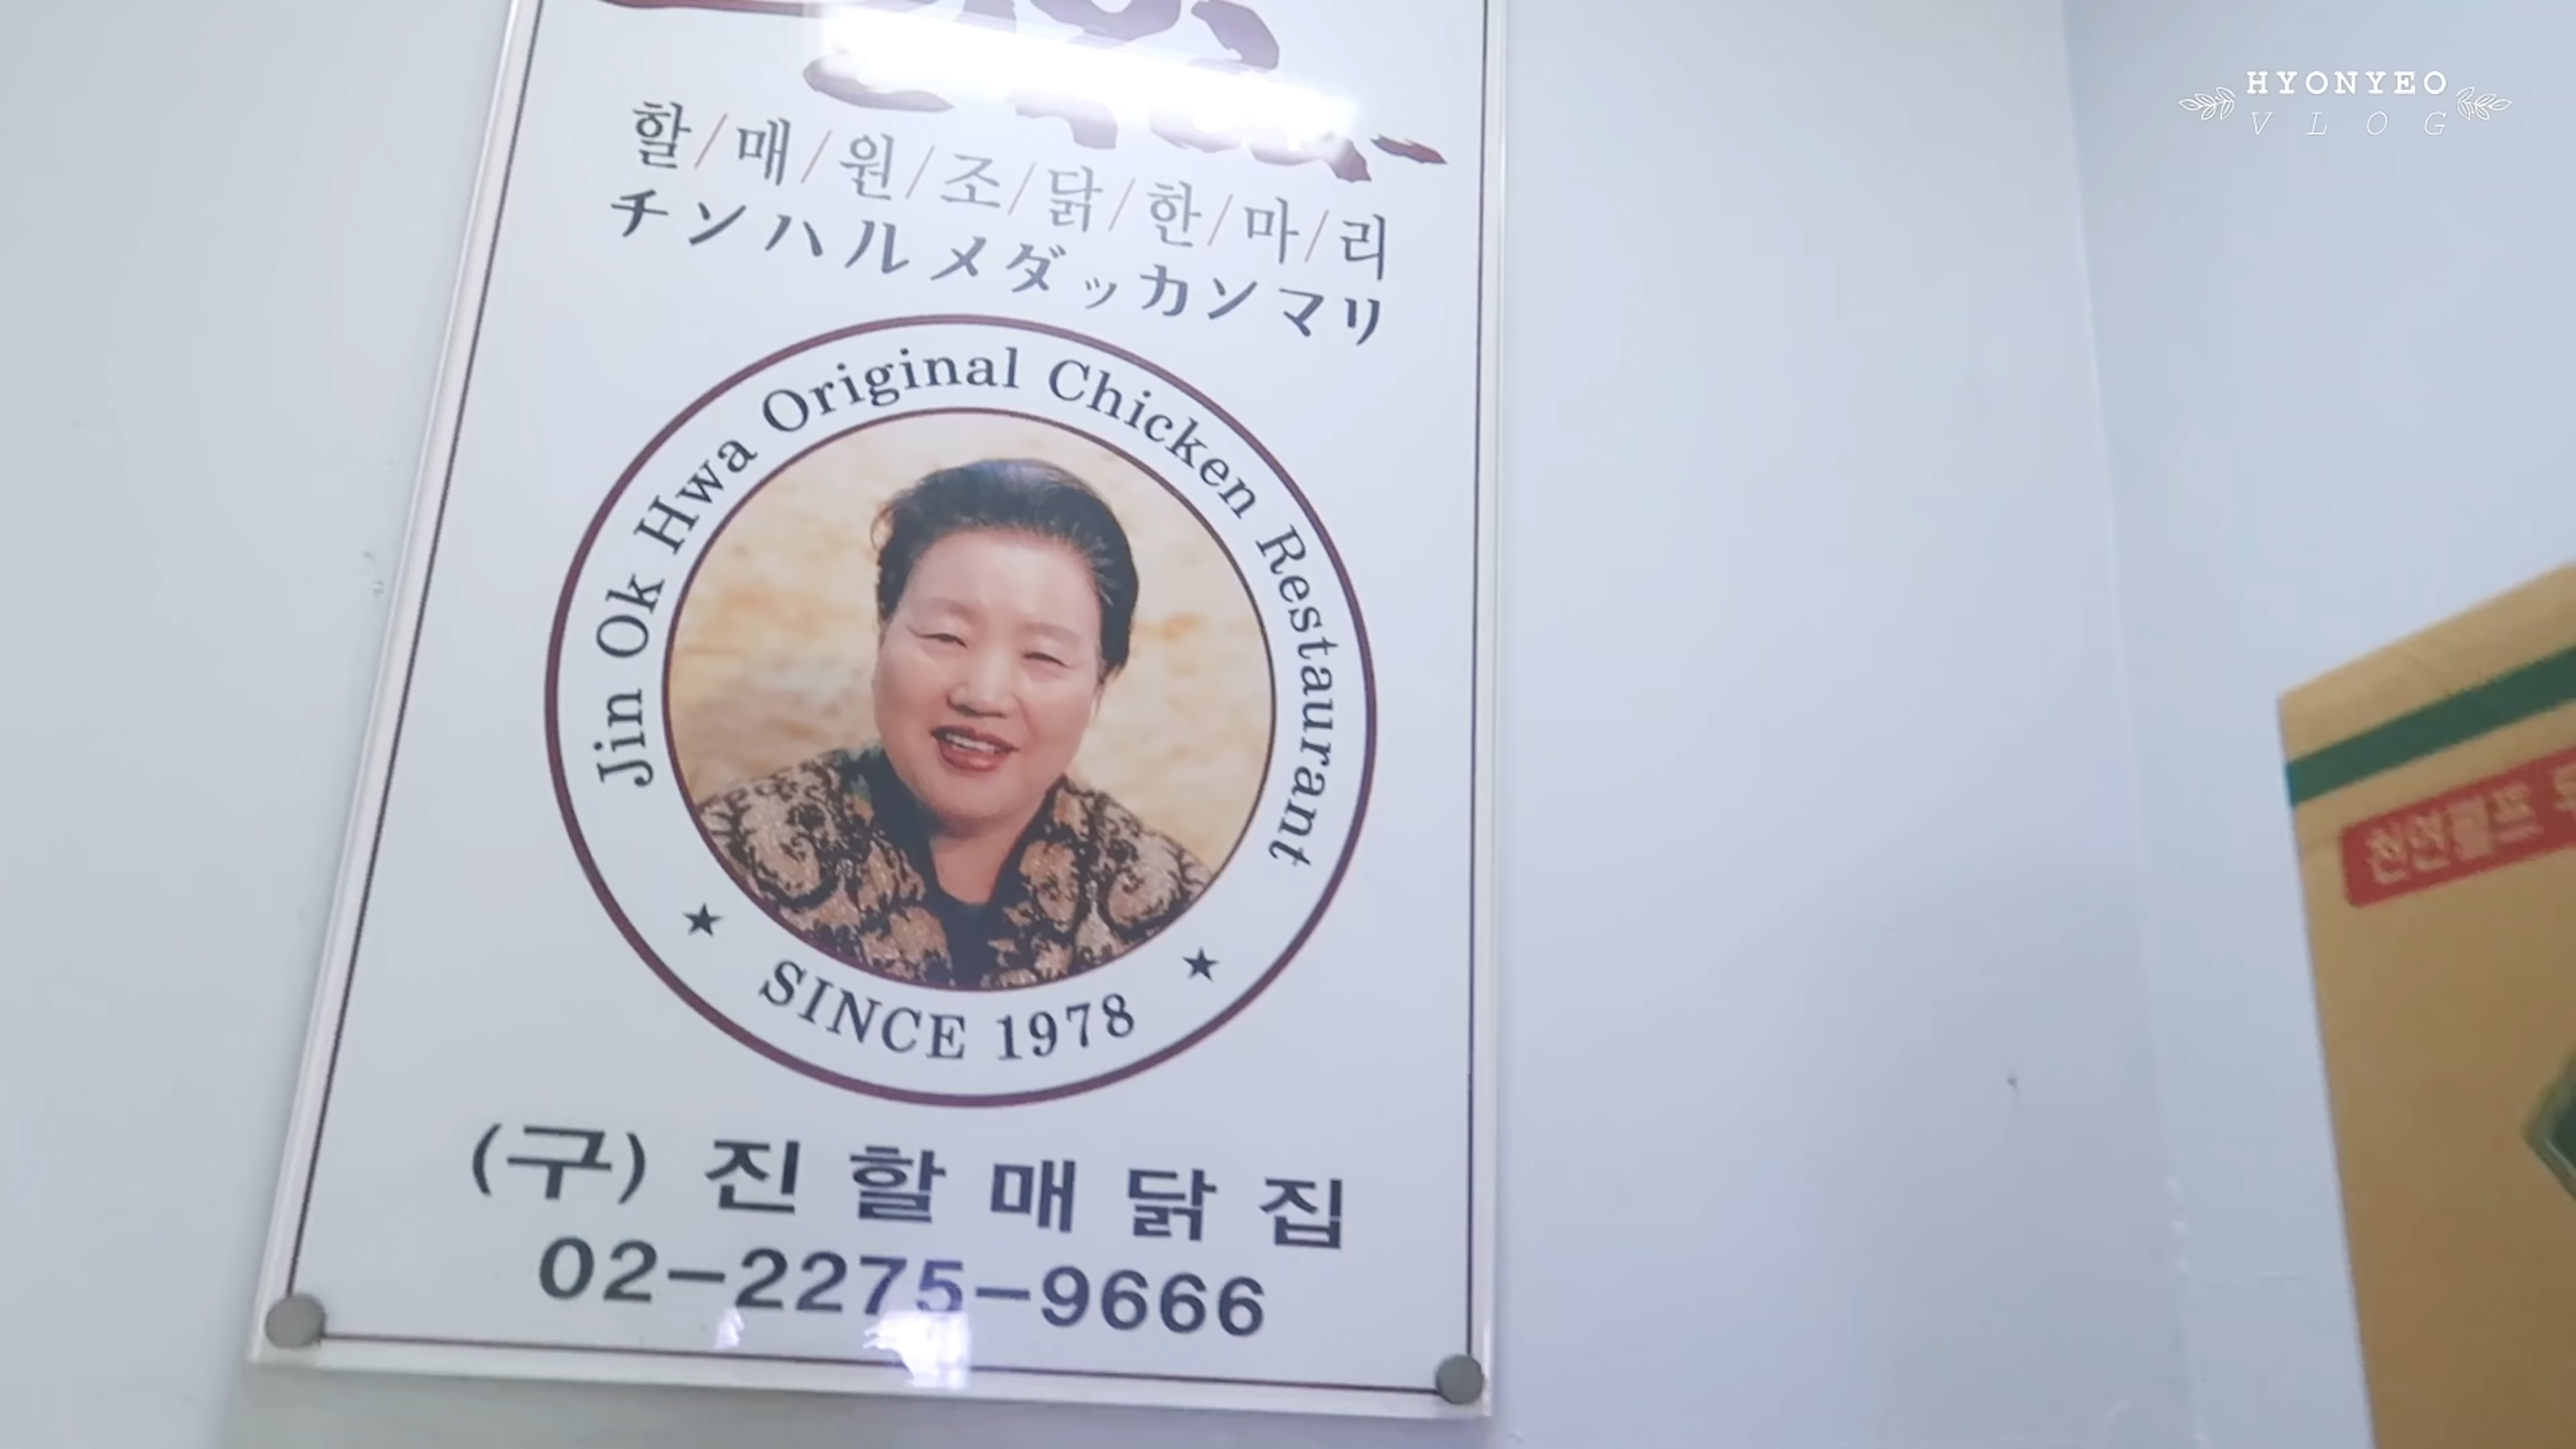 HYONYEO
VLOG
할/매/원/조/닭/한/마/리
チンハルメダッカンマリ
Jin Ok Hwa Original Chicken Restaurant
★ SINCE 1978 ★
(구) 진할매닭집
02-2275-9666